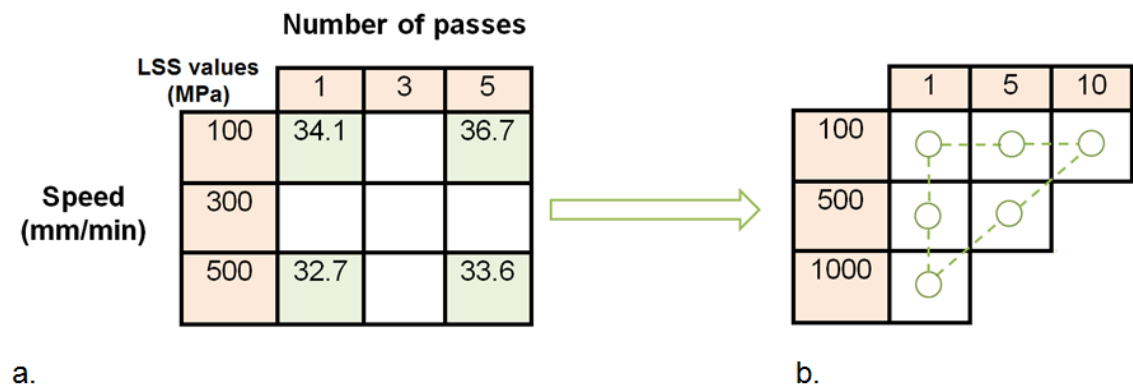 Number of passes
LSS values
(MPa)
1 3 5
100 34.1 36.7
Speed
(mm/min)
300
500 32.7 33.6
a.
1 5 10
100
500
1000
b.